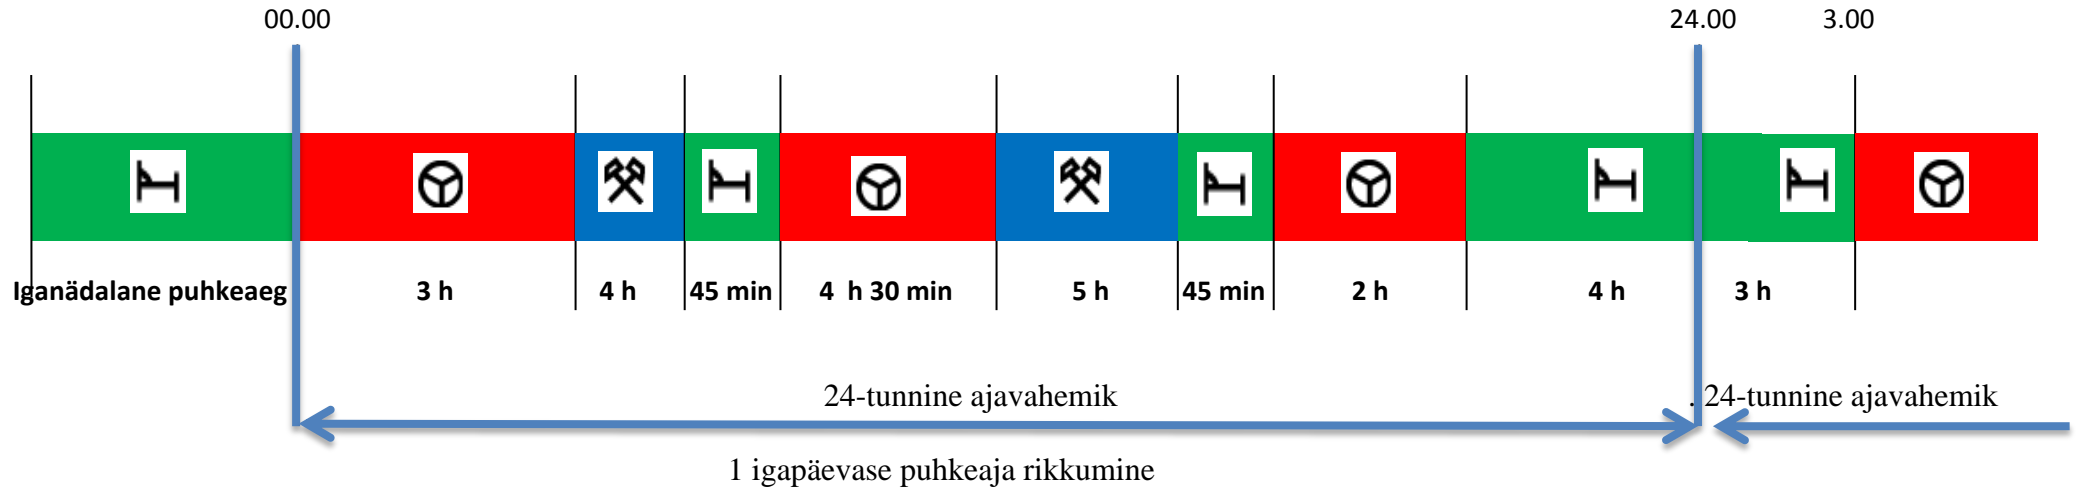 00.00 24.00 3.00
Iganädalane puhkeaeg 3 h 4 h 45 min 4 h 30 min 5 h 45 min 2 h 4 h 3 h
24-tunnine ajavahemik . 24-tunnine ajavahemik
1 igapäevase puhkeaja rikkumine